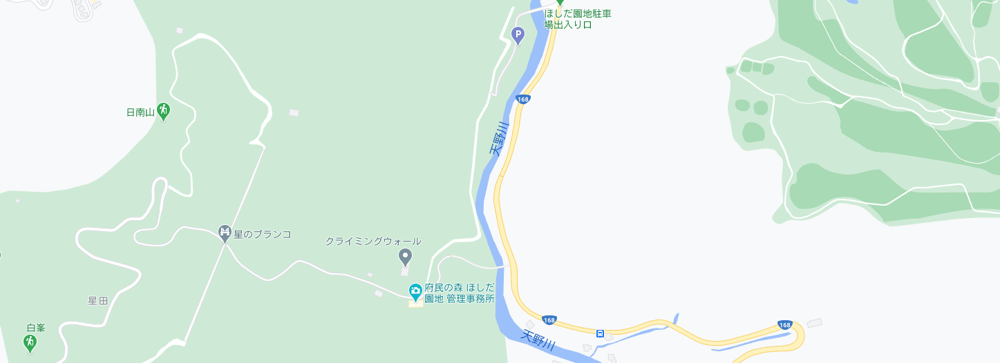 ほしだ園地駐車
場出入り口
P
168
日南山
天野川
星のブランコ
クライミングウォール
府民の森 ほしだ
園地 管理事務所
星田
168
168
白峯
天野川